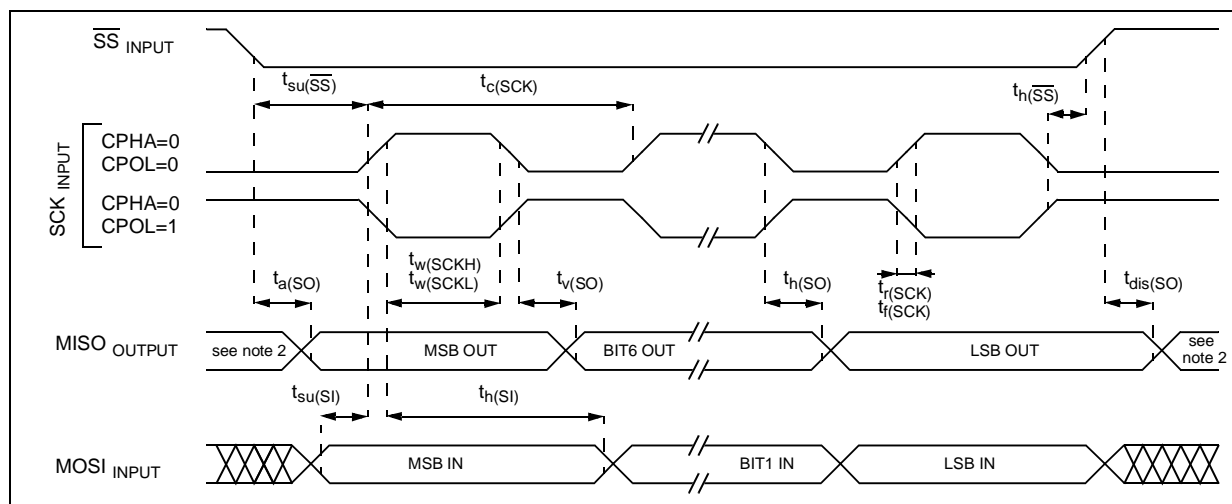 SS INPUT
tsu(SS)
tc(SCK)
th(SS)
SCK INPUT
CPHA=0
CPOL=0
CPHA=0
CPOL=1
ta(SO)
tw(SCKH)
tw(SCKL)
tv(SO)
th(SO)
tr(SCK)
tf(SCK)
tdis(SO)
MISO OUTPUT
see note 2
MSB OUT
BIT6 OUT
LSB OUT
see
note 2
tsu(SI)
th(SI)
MOSI INPUT
MSB IN
BIT1 IN
LSB IN